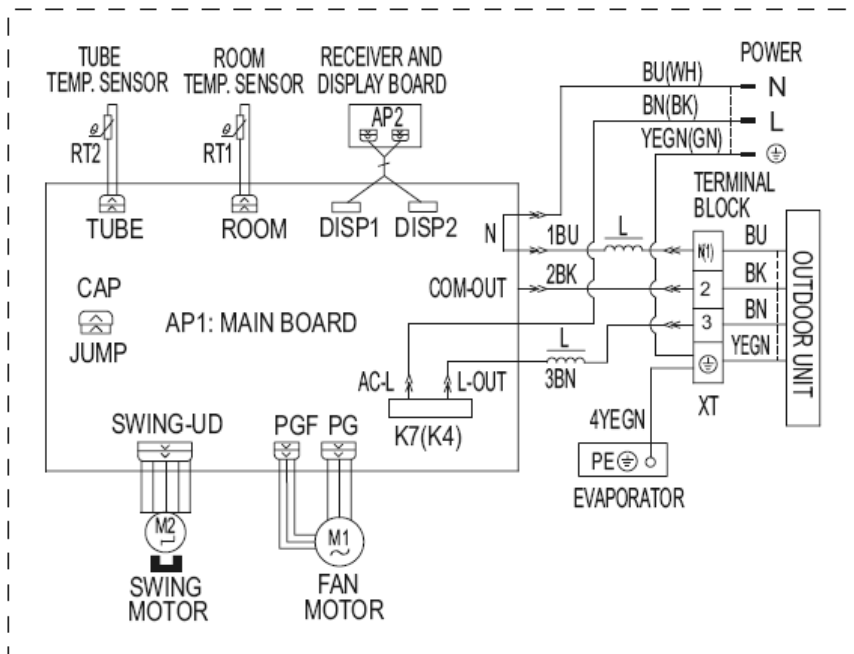 TUBE
TEMP. SENSOR
ROOM
TEMP. SENSOR
RECEIVER AND
DISPLAY BOARD
AP2
POWER
BU(WH)
N
BN(BK)
L
YEGN(GN)
θ
RT2
θ
RT1
TERMINAL
BLOCK
TUBE
ROOM
DISP1
DISP2
N
1BU
L
N(1)
BU
COM-OUT
2BK
2
BK
CAP
JUMP
AP1: MAIN BOARD
3
BN
L
3BN
YEGN
OUTDOOR UNIT
AC-L
L-OUT
XT
K7(K4)
SWING-UD
PGF
PG
4YEGN
PE
EVAPORATOR
M2
SWING
MOTOR
M1
FAN
MOTOR